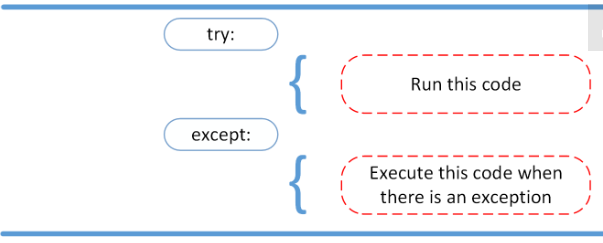 try:
Run this code
except:
Execute this code when
there is an exception